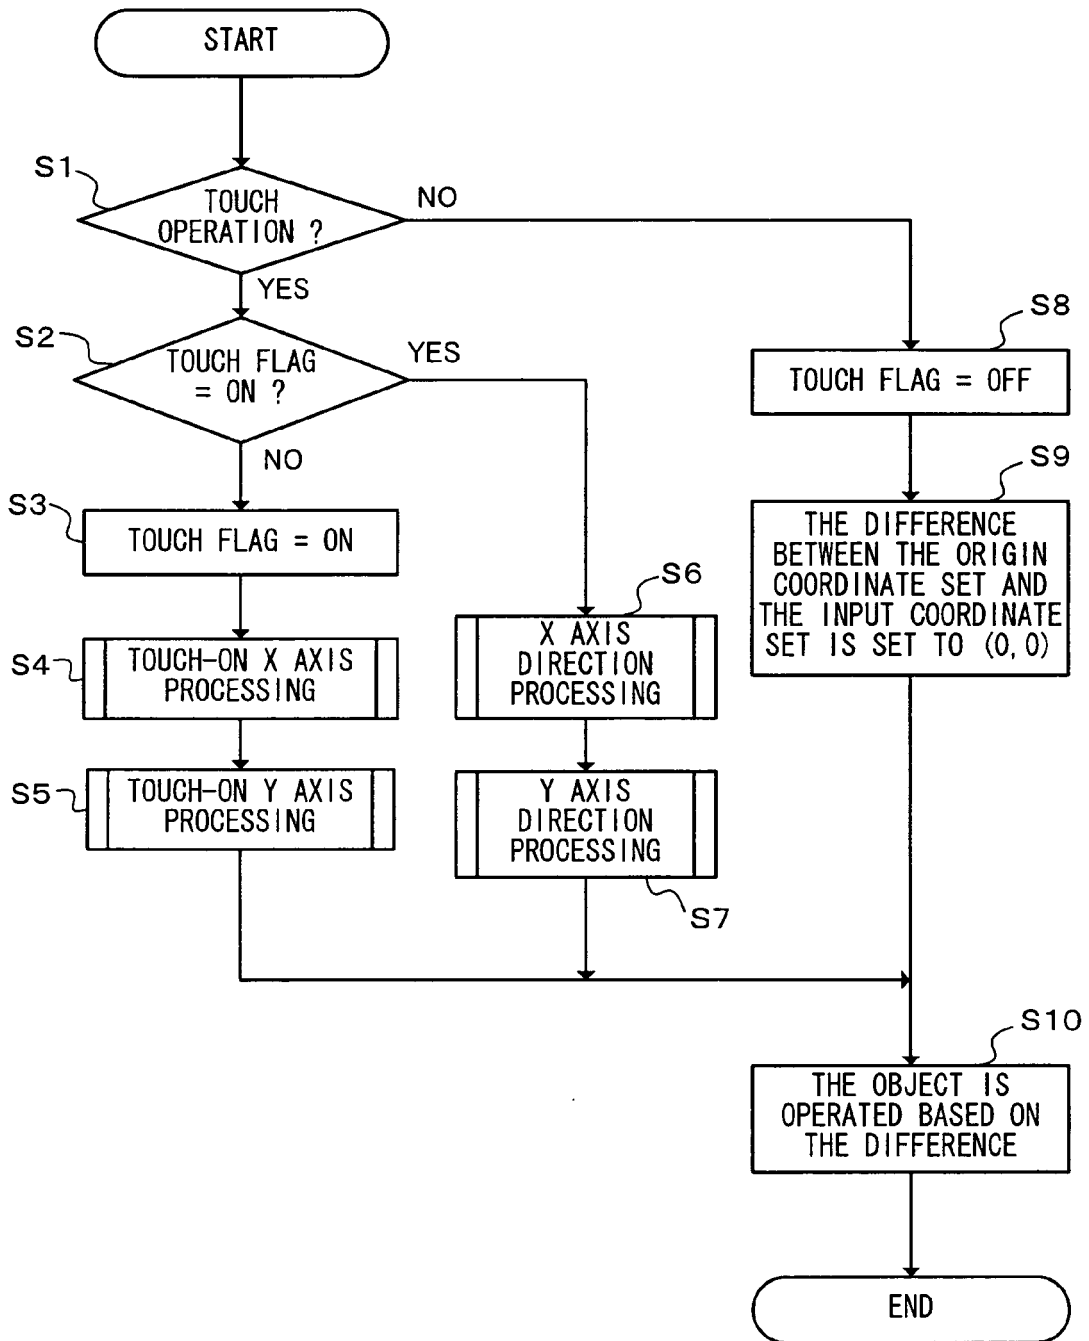 START
S1
TOUCH
OPERATION ?
NO
YES
S2
TOUCH FLAG
= ON ?
YES
NO
S8
TOUCH FLAG = OFF
S9
THE DIFFERENCE
BETWEEN THE ORIGIN
COORDINATE SET AND
THE INPUT COORDINATE
SET IS SET TO (0,0)
S3
TOUCH FLAG = ON
S4
TOUCH-ON X AXIS
PROCESSING
S5
TOUCH-ON Y AXIS
PROCESSING
S6
X AXIS
DIRECTION
PROCESSING
Y AXIS
DIRECTION
PROCESSING
S7
S10
THE OBJECT IS
OPERATED BASED ON
THE DIFFERENCE
END